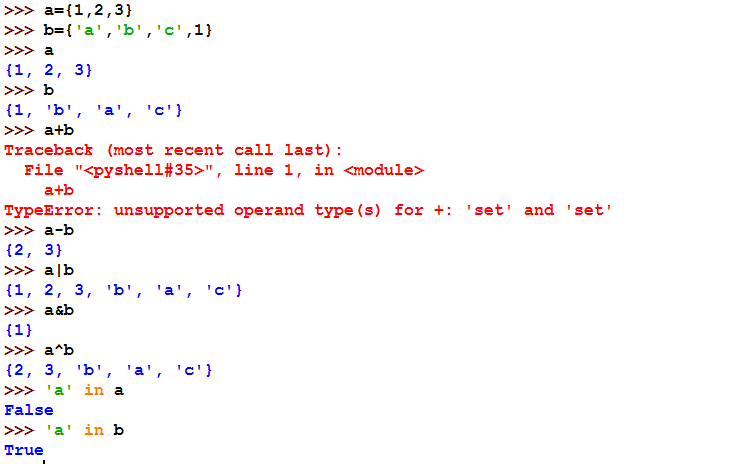 >>> a={1,2,3}
>>> b={'a','b','c',1}
>>> a
{1, 2, 3}
>>> b
{1, 'b', 'a', 'c'}
>>> a+b
Traceback (most recent call last):
  File "<pyshell#35>", line 1, in <module>
    a+b
TypeError: unsupported operand type(s) for +: 'set' and 'set'
>>> a-b
{2, 3}
>>> a|b
{1, 2, 3, 'b', 'a', 'c'}
>>> a&b
{1}
>>> a^b
{2, 3, 'b', 'a', 'c'}
>>> 'a' in a
False
>>> 'a' in b
True